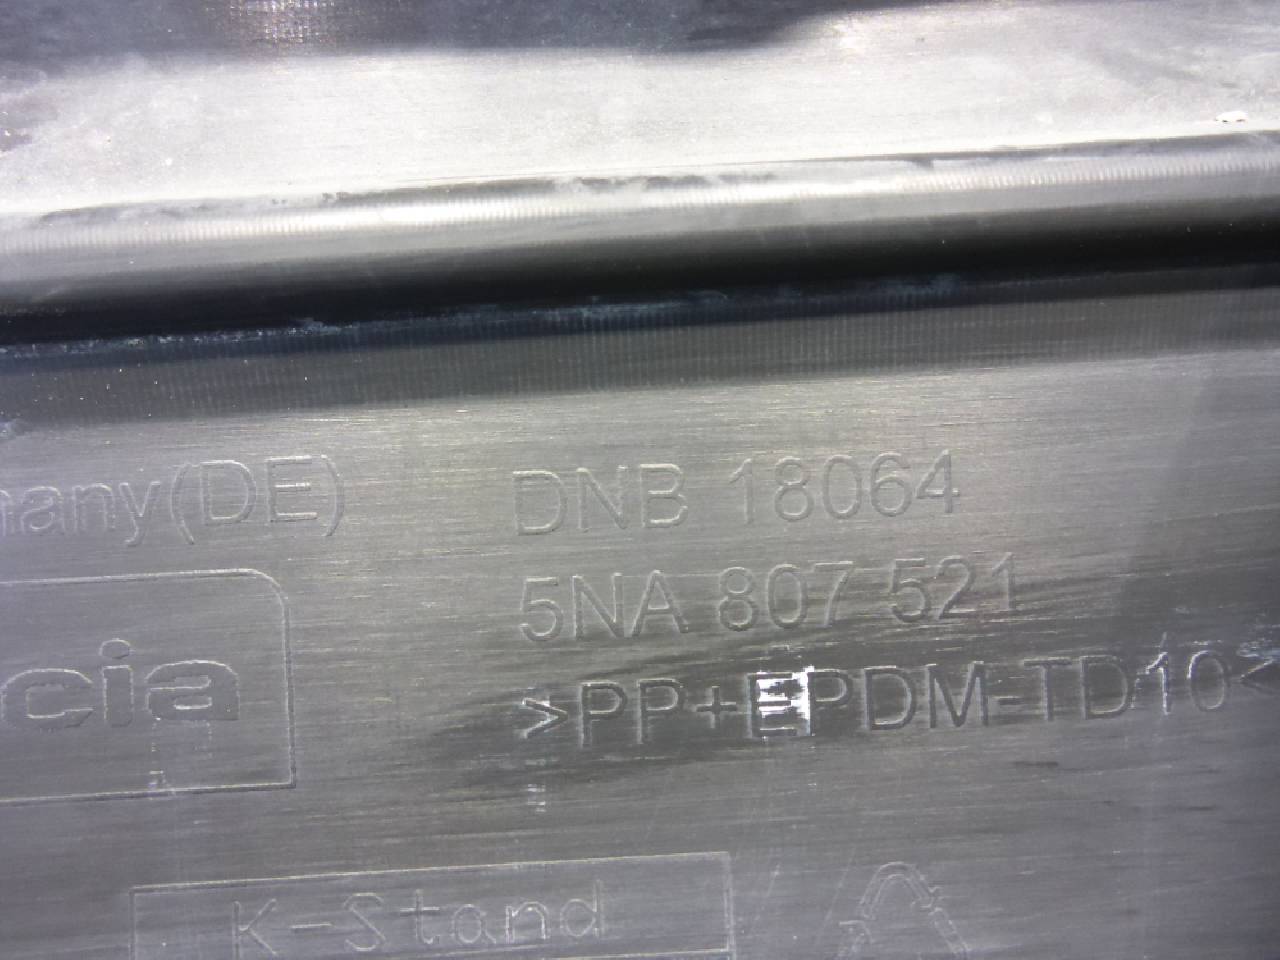 many(DE)
DNB 18064
5NA 807 521
cia
>PP+EPDM-TD10<
K-Stand